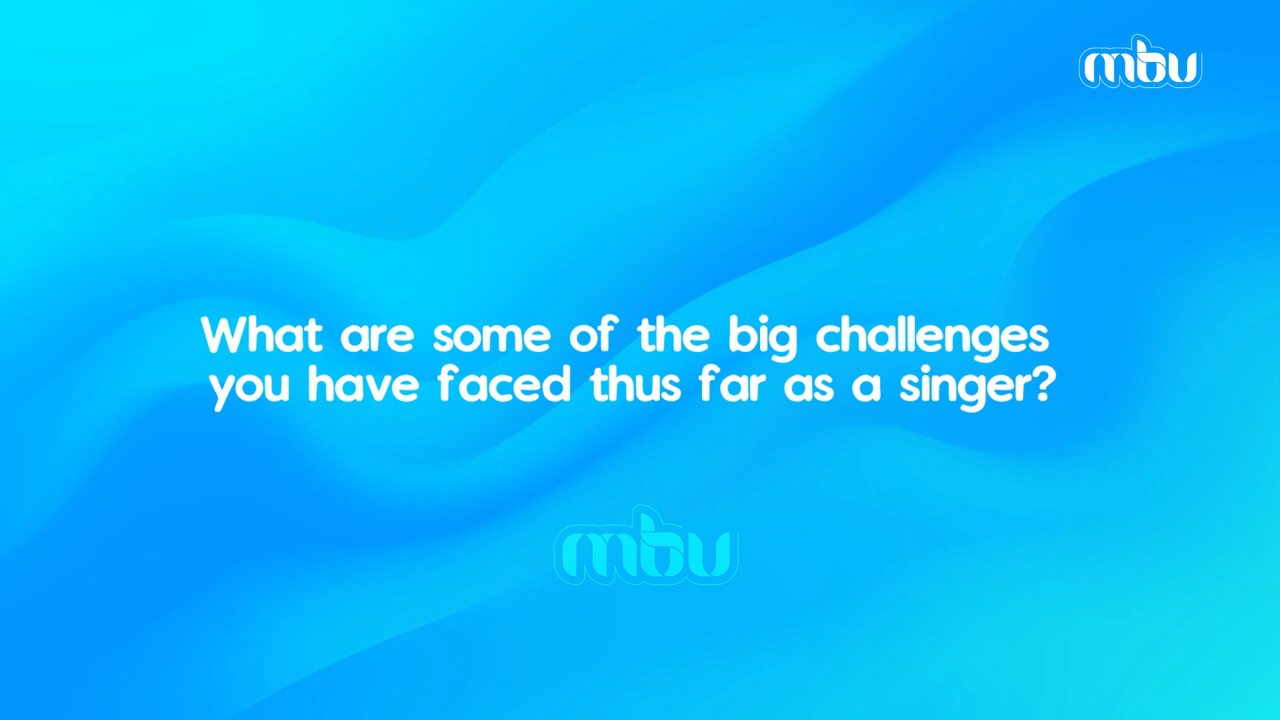 mbu
What are some of the big challenges
you have faced thus far as a singer?
mbu